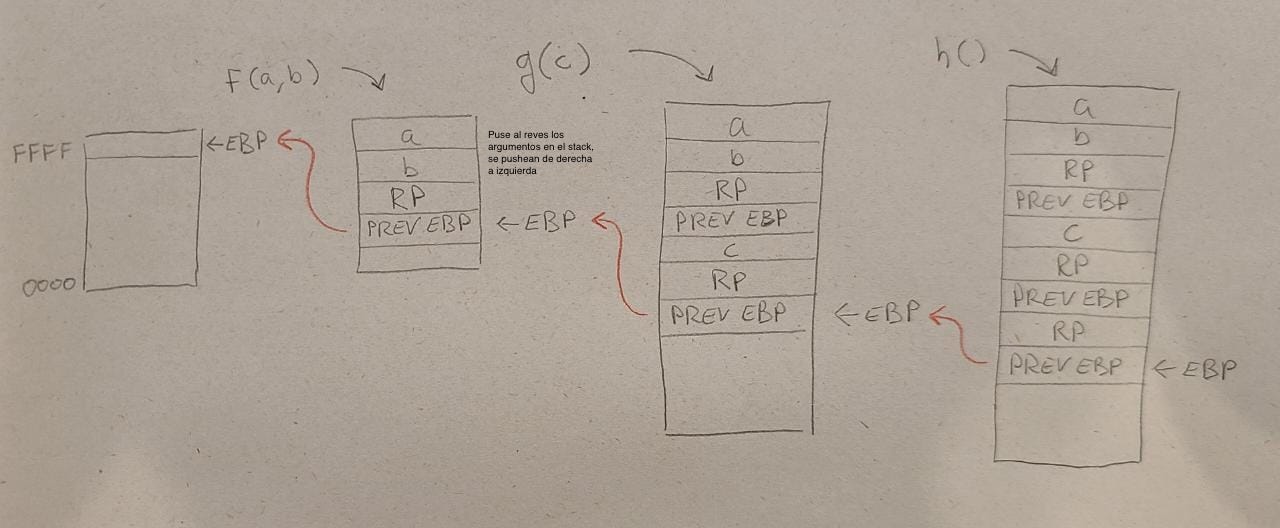 f(a,b)
g(c)
h()
FFFF
0000
←EBP
a
b
RP
PREV EBP
←EBP
Puse al reves los
argumentos en el stack,
se pushean de derecha
a izquierda
a
b
RP
PREV EBP
c
RP
PREV EBP
←EBP
a
b
RP
PREV EBP
c
RP
PREV EBP
RP
PREV EBP
←EBP